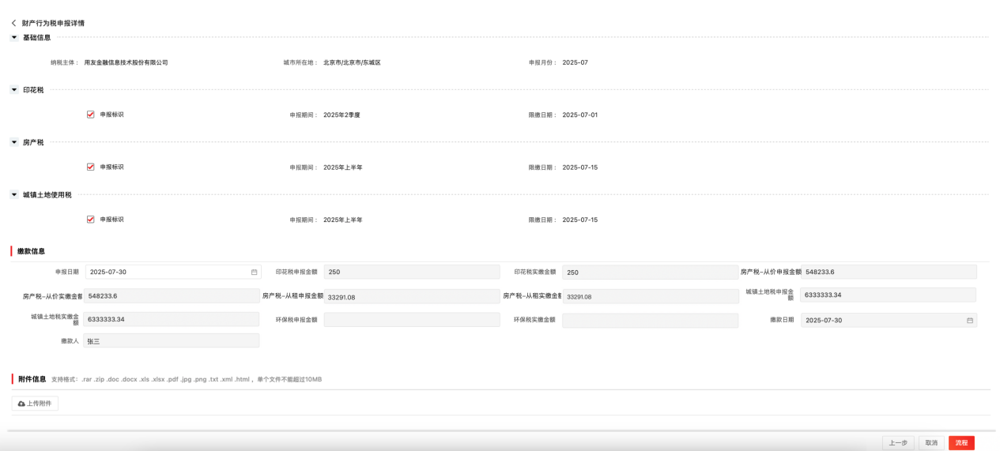 财产行为税申报详情
基础信息
纳税主体： 用友金融信息技术股份有限公司 城市所在地： 北京市/北京市/东城区 申报月份： 2025-07
印花税
申报标识 申报期间： 2025年2季度 限缴日期： 2025-07-01
房产税
申报标识 申报期间： 2025年上半年 限缴日期： 2025-07-15
城镇土地使用税
申报标识 申报期间： 2025年上半年 限缴日期： 2025-07-15
缴款信息
申报日期 2025-07-30 印花税申报金额 250 印花税实缴金额 250 房产税–从价申报金额 548233.6
房产税–从价实缴金额 548233.6 房产税–从租申报金额 33291.08 房产税–从租实缴金额 33291.08 城镇土地税申报金额 6333333.34
城镇土地税实缴金额 6333333.34 环保税申报金额 环保税实缴金额 缴款日期 2025-07-30
缴款人 张三
附件信息 支持格式：.rar .zip .doc .docx .xls .xlsx .pdf .jpg .png .txt .xml .html ，单个文件不能超过10MB
上传附件
上一步 取消 流程